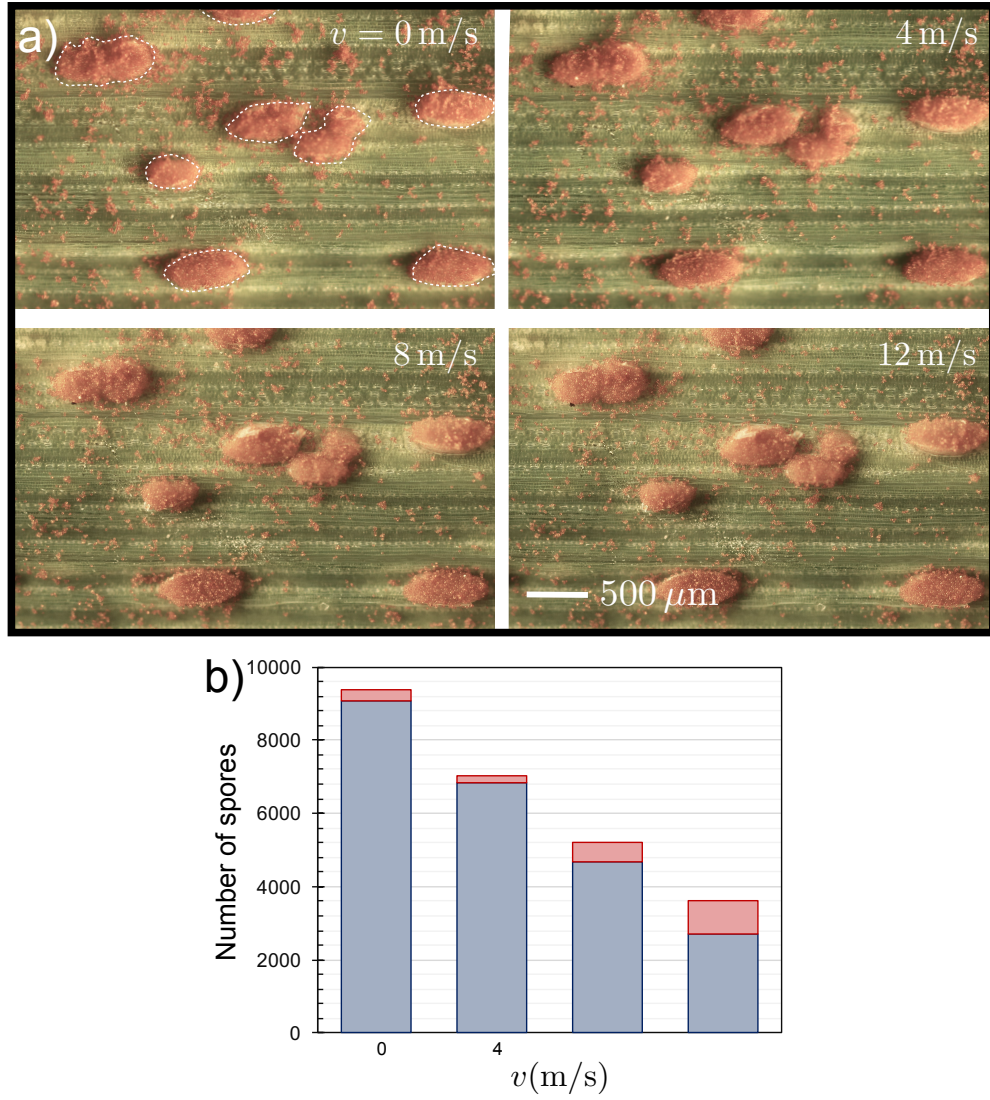 a)
v = 0 m/s
4 m/s
8 m/s
12 m/s
500 μm
b)
Number of spores
10000
8000
6000
4000
2000
0
0 4
v(m/s)